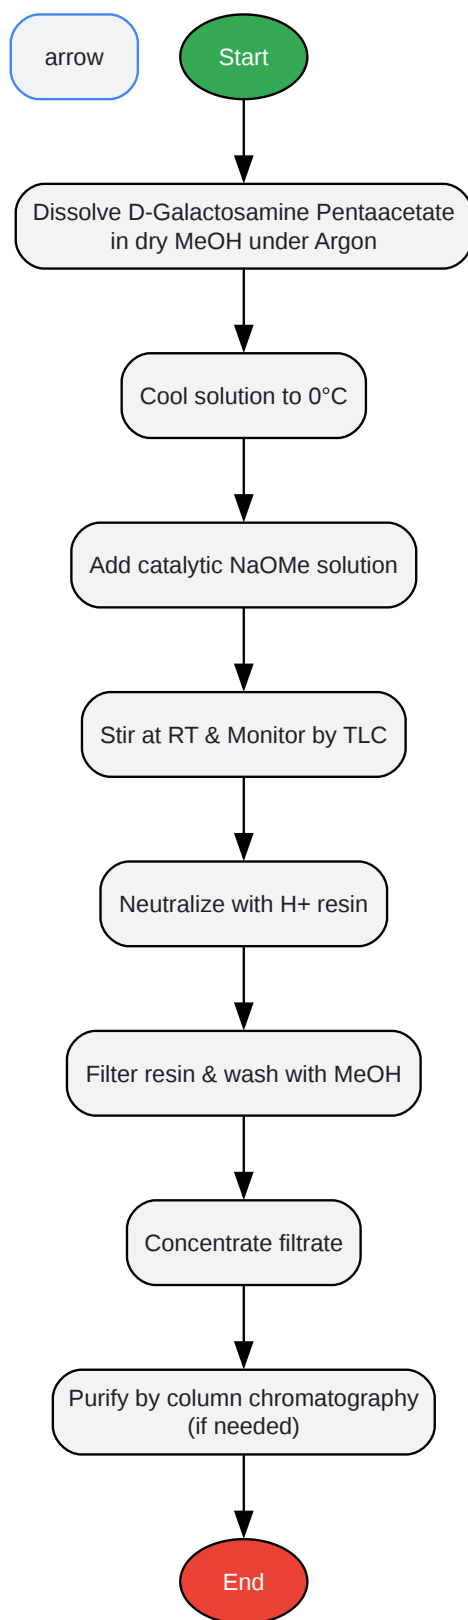 arrow
Start
Dissolve D-Galactosamine Pentaacetate
in dry MeOH under Argon
Cool solution to 0°C
Add catalytic NaOMe solution
Stir at RT & Monitor by TLC
Neutralize with H+ resin
Filter resin & wash with MeOH
Concentrate filtrate
Purify by column chromatography
(if needed)
End